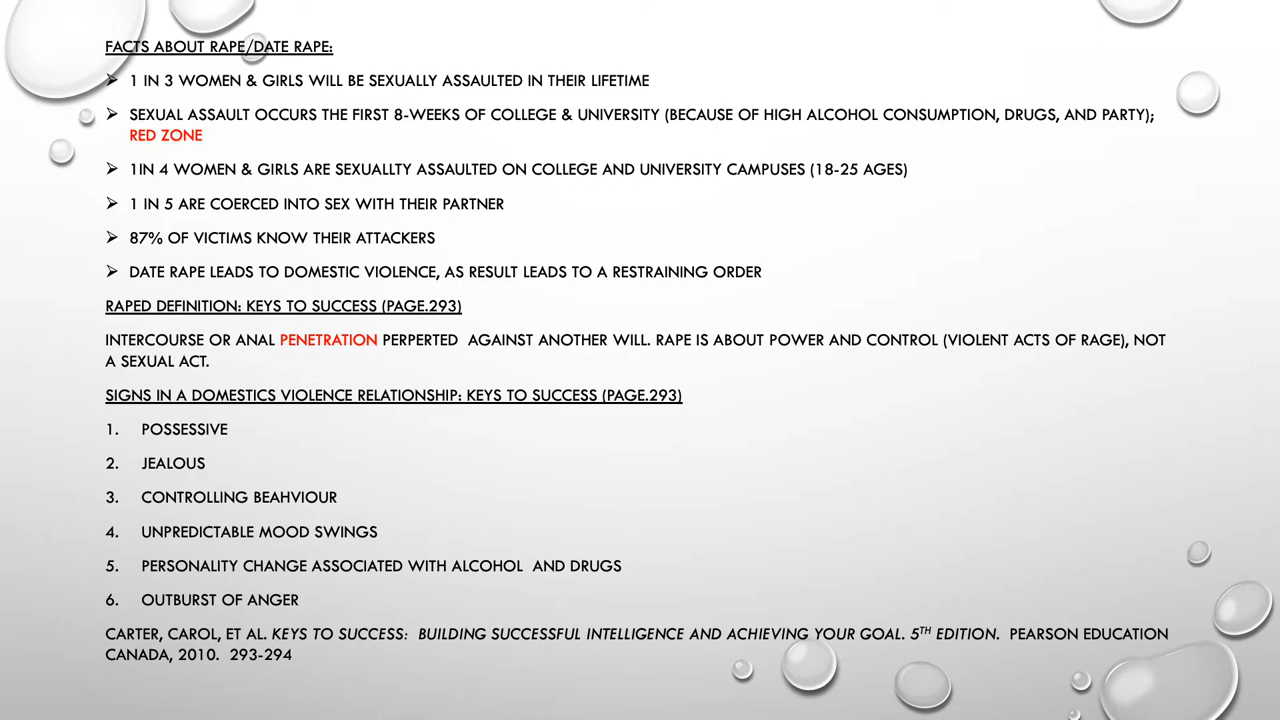 FACTS ABOUT RAPE/DATE RAPE:
➢ 1 IN 3 WOMEN & GIRLS WILL BE SEXUALLY ASSAULTED IN THEIR LIFETIME
➢ SEXUAL ASSAULT OCCURS THE FIRST 8-WEEKS OF COLLEGE & UNIVERSITY (BECAUSE OF HIGH ALCOHOL CONSUMPTION, DRUGS, AND PARTY);
RED ZONE
➢ 1IN 4 WOMEN & GIRLS ARE SEXUALLTY ASSAULTED ON COLLEGE AND UNIVERSITY CAMPUSES (18-25 AGES)
➢ 1 IN 5 ARE COERCED INTO SEX WITH THEIR PARTNER
➢ 87% OF VICTIMS KNOW THEIR ATTACKERS
➢ DATE RAPE LEADS TO DOMESTIC VIOLENCE, AS RESULT LEADS TO A RESTRAINING ORDER
RAPED DEFINITION: KEYS TO SUCCESS (PAGE.293)
INTERCOURSE OR ANAL PENETRATION PERPERTED AGAINST ANOTHER WILL. RAPE IS ABOUT POWER AND CONTROL (VIOLENT ACTS OF RAGE), NOT
A SEXUAL ACT.
SIGNS IN A DOMESTICS VIOLENCE RELATIONSHIP: KEYS TO SUCCESS (PAGE.293)
1. POSSESSIVE
2. JEALOUS
3. CONTROLLING BEAHVIOUR
4. UNPREDICTABLE MOOD SWINGS
5. PERSONALITY CHANGE ASSOCIATED WITH ALCOHOL AND DRUGS
6. OUTBURST OF ANGER
CARTER, CAROL, ET AL. KEYS TO SUCCESS: BUILDING SUCCESSFUL INTELLIGENCE AND ACHIEVING YOUR GOAL. 5TH EDITION. PEARSON EDUCATION
CANADA, 2010. 293-294